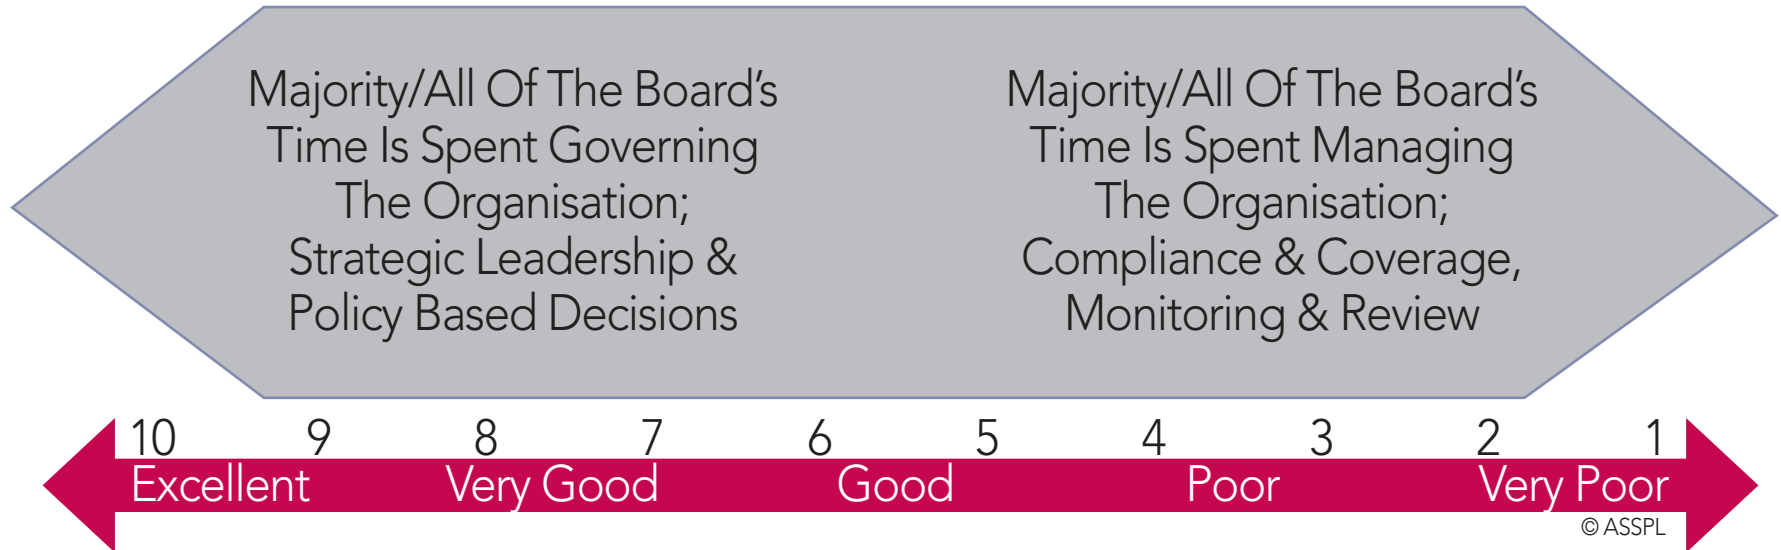 Majority/All Of The Board's
Time Is Spent Governing
The Organisation;
Strategic Leadership &
Policy Based Decisions
Majority/All Of The Board's
Time Is Spent Managing
The Organisation;
Compliance & Coverage,
Monitoring & Review
10 9 8 7 6 5 4 3 2 1
Excellent Very Good Good Poor Very Poor
© ASSPL